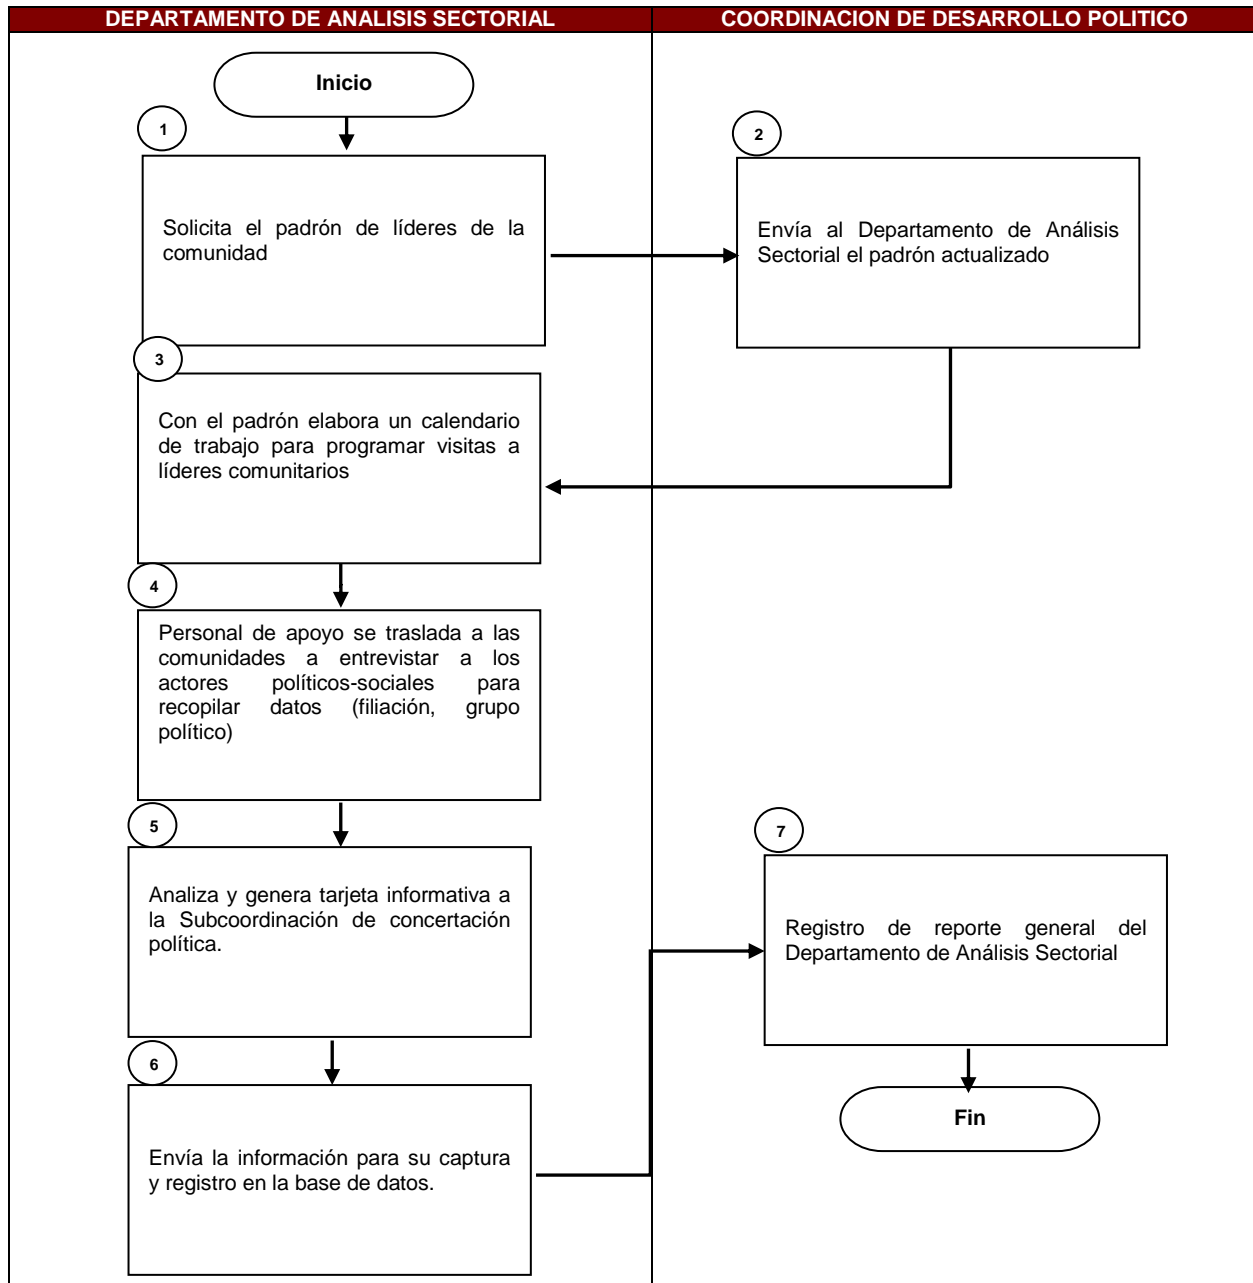 DEPARTAMENTO DE ANALISIS SECTORIAL
COORDINACION DE DESARROLLO POLITICO
Inicio
1
Solicita el padrón de líderes de la
comunidad
2
Envía al Departamento de Análisis
Sectorial el padrón actualizado
3
Con el padrón elabora un calendario
de trabajo para programar visitas a
líderes comunitarios
4
Personal de apoyo se traslada a las
comunidades a entrevistar a los
actores políticos-sociales para
recopilar datos (filiación, grupo
político)
5
Analiza y genera tarjeta informativa a
la Subcoordinación de concertación
política.
6
Envía la información para su captura
y registro en la base de datos.
7
Registro de reporte general del
Departamento de Análisis Sectorial
Fin